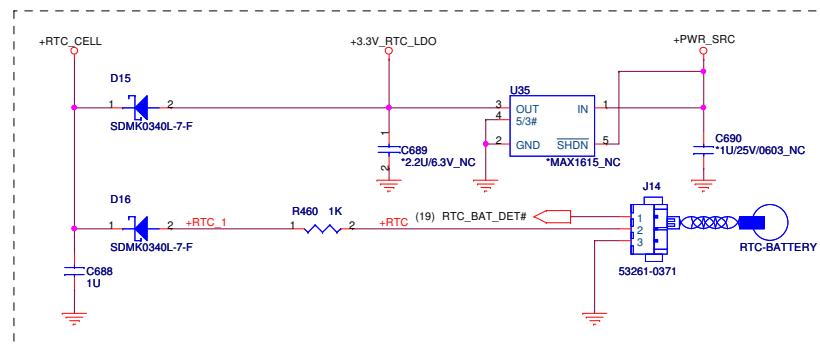 +RTC_CELL
+3.3V_RTC_LDO
+PWR_SRC
D15
1 2
SDMK0340L-7-F
U35
3 OUT IN 1
4 5/3#
2 GND SHDN 5
*MAX1615_NC
1
C689
*2.2U/6.3V_NC
2
C690
*1U/25V/0603_NC
J14
D16
1 2
SDMK0340L-7-F
+RTC_1
R460 1K
1 2
+RTC
(19) RTC_BAT_DET#
1
2
3
RTC-BATTERY
53261-0371
C688
1U